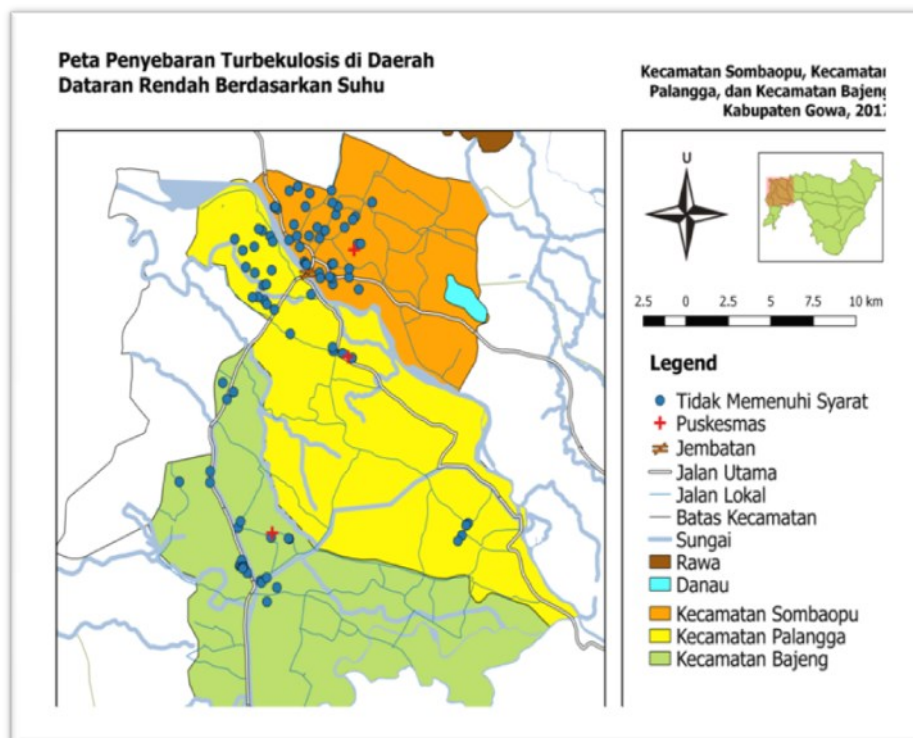 Peta Penyebaran Turbekulosis di Daerah
Dataran Rendah Berdasarkan Suhu
Kecamatan Sombaopu, Kecamatan
Palangga, dan Kecamatan Bajeng
Kabupaten Gowa, 2017
U
2.5 0 2.5 5 7.5 10 km
Legend
Tidak Memenuhi Syarat
Puskesmas
Jembatan
Jalan Utama
Jalan Lokal
Batas Kecamatan
Sungai
Rawa
Danau
Kecamatan Sombaopu
Kecamatan Palangga
Kecamatan Bajeng